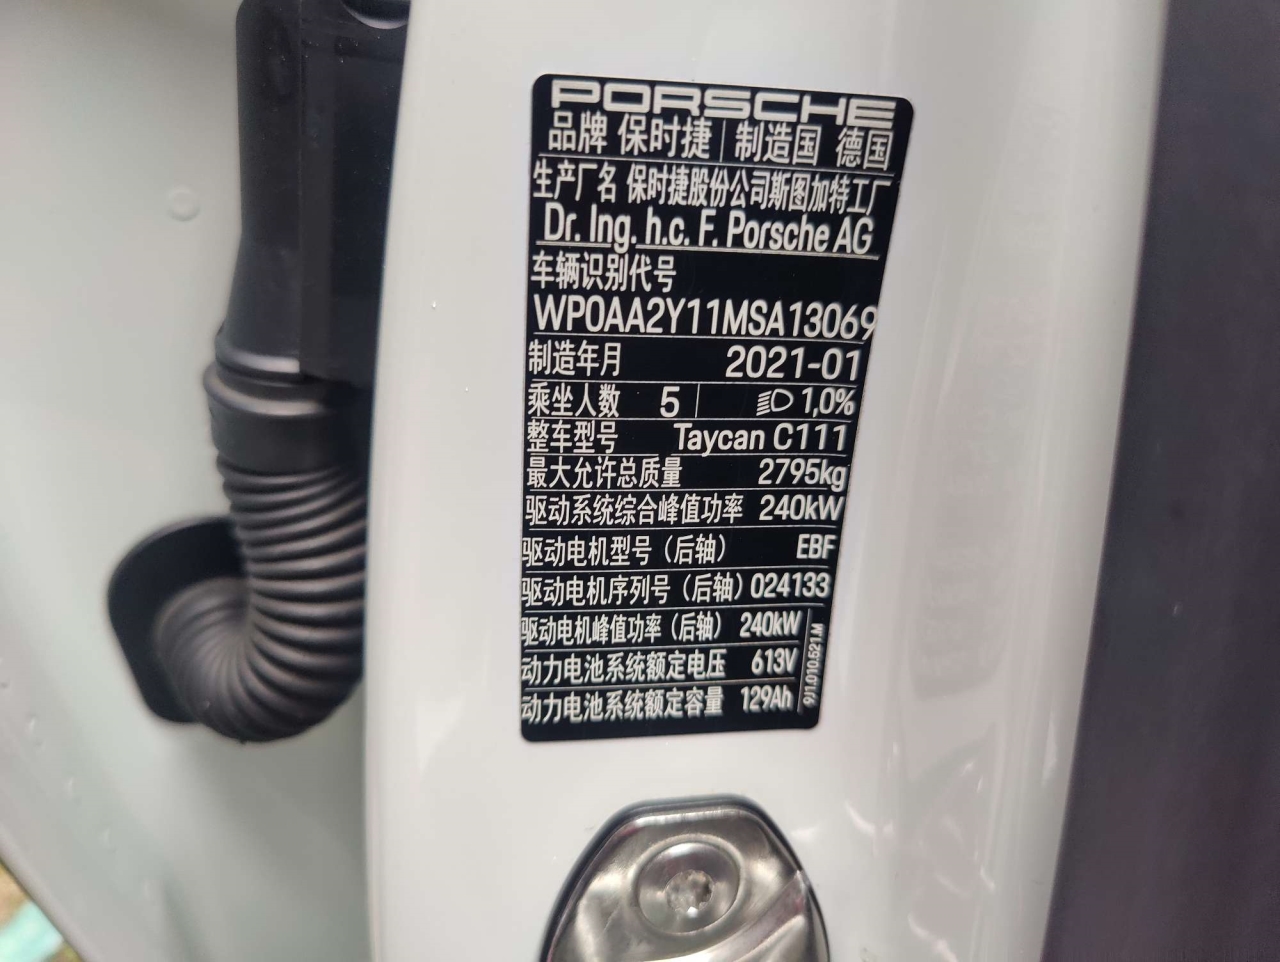 PORSCHE
品牌 保时捷 制造国 德国
生产厂名 保时捷股份公司斯图加特工厂
Dr. Ing. h.c. F. Porsche AG
车辆识别代号
WP0AA2Y11MSA13069
制造年月 2021-01
乘坐人数 5 1,0%
整车型号 Taycan C111
最大允许总质量 2795kg
驱动系统综合峰值功率 240kW
驱动电机型号（后轴） EBF
驱动电机序列号（后轴）024133
驱动电机峰值功率（后轴） 240kW
动力电池系统额定电压 613V
动力电池系统额定容量 129Ah
9J1.010.521.M